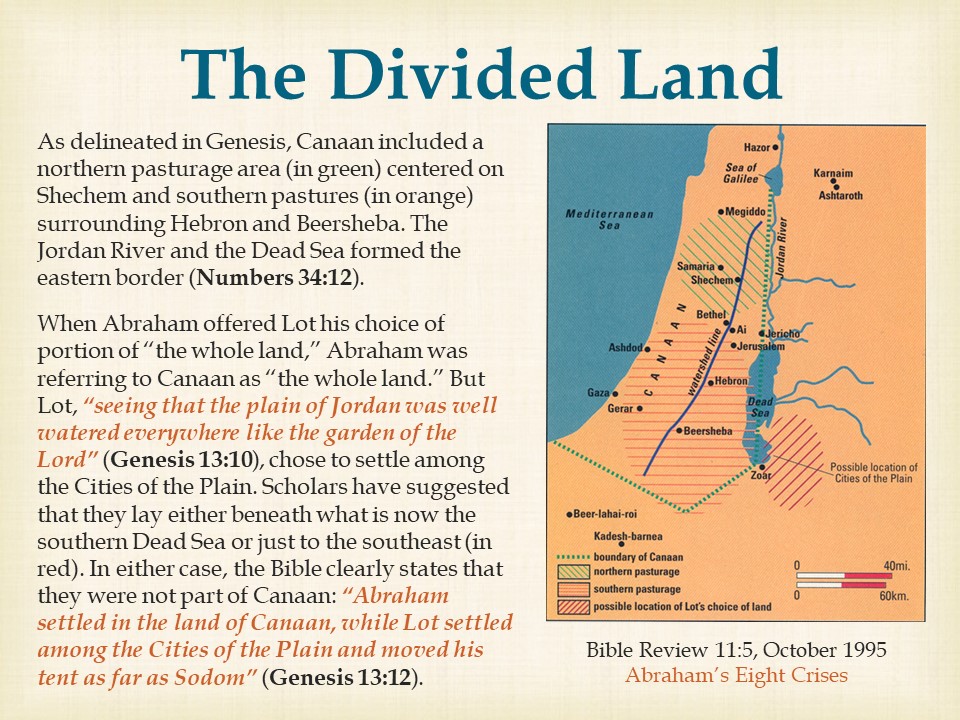 The Divided Land
As delineated in Genesis, Canaan included a
northern pasturage area (in green) centered on
Shechem and southern pastures (in orange)
surrounding Hebron and Beersheba. The
Jordan River and the Dead Sea formed the
eastern border (Numbers 34:12).
When Abraham offered Lot his choice of
portion of “the whole land,” Abraham was
referring to Canaan as “the whole land.” But
Lot, “seeing that the plain of Jordan was well
watered everywhere like the garden of the
Lord” (Genesis 13:10), chose to settle among
the Cities of the Plain. Scholars have suggested
that they lay either beneath what is now the
southern Dead Sea or just to the southeast (in
red). In either case, the Bible clearly states that
they were not part of Canaan: “Abraham
settled in the land of Canaan, while Lot settled
among the Cities of the Plain and moved his
tent as far as Sodom” (Genesis 13:12).
Hazor
Sea of
Galilee
Karnaim
Ashtaroth
Mediterranean
Sea
Megiddo
Jordan River
Samaria
Shechem
CANAAN
Bethel
Ai
Jericho
Jerusalem
Ashdod
watershed line
Hebron
Gaza
Gerar
Dead
Sea
Beersheba
Zoar
Possible location of
Cities of the Plain
Beer-lahai-roi
Kadesh-barnea
boundary of Canaan
northern pasturage
southern pasturage
possible location of Lot's choice of land
0 40mi.
0 60km.
Bible Review 11:5, October 1995
Abraham’s Eight Crises